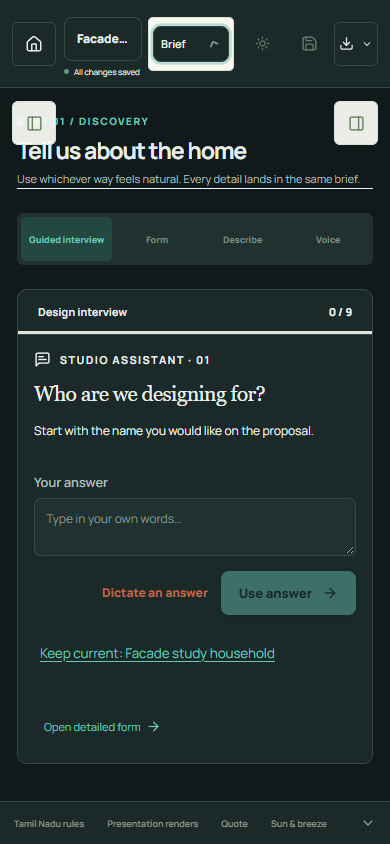 Facade...
Brief
All changes saved
01 / DISCOVERY
Tell us about the home
Use whichever way feels natural. Every detail lands in the same brief.
Guided interview
Form
Describe
Voice
Design interview
0 / 9
STUDIO ASSISTANT · 01
Who are we designing for?
Start with the name you would like on the proposal.
Your answer
Type in your own words...
Dictate an answer
Use answer
Keep current: Facade study household
Open detailed form
Tamil Nadu rules
Presentation renders
Quote
Sun & breeze